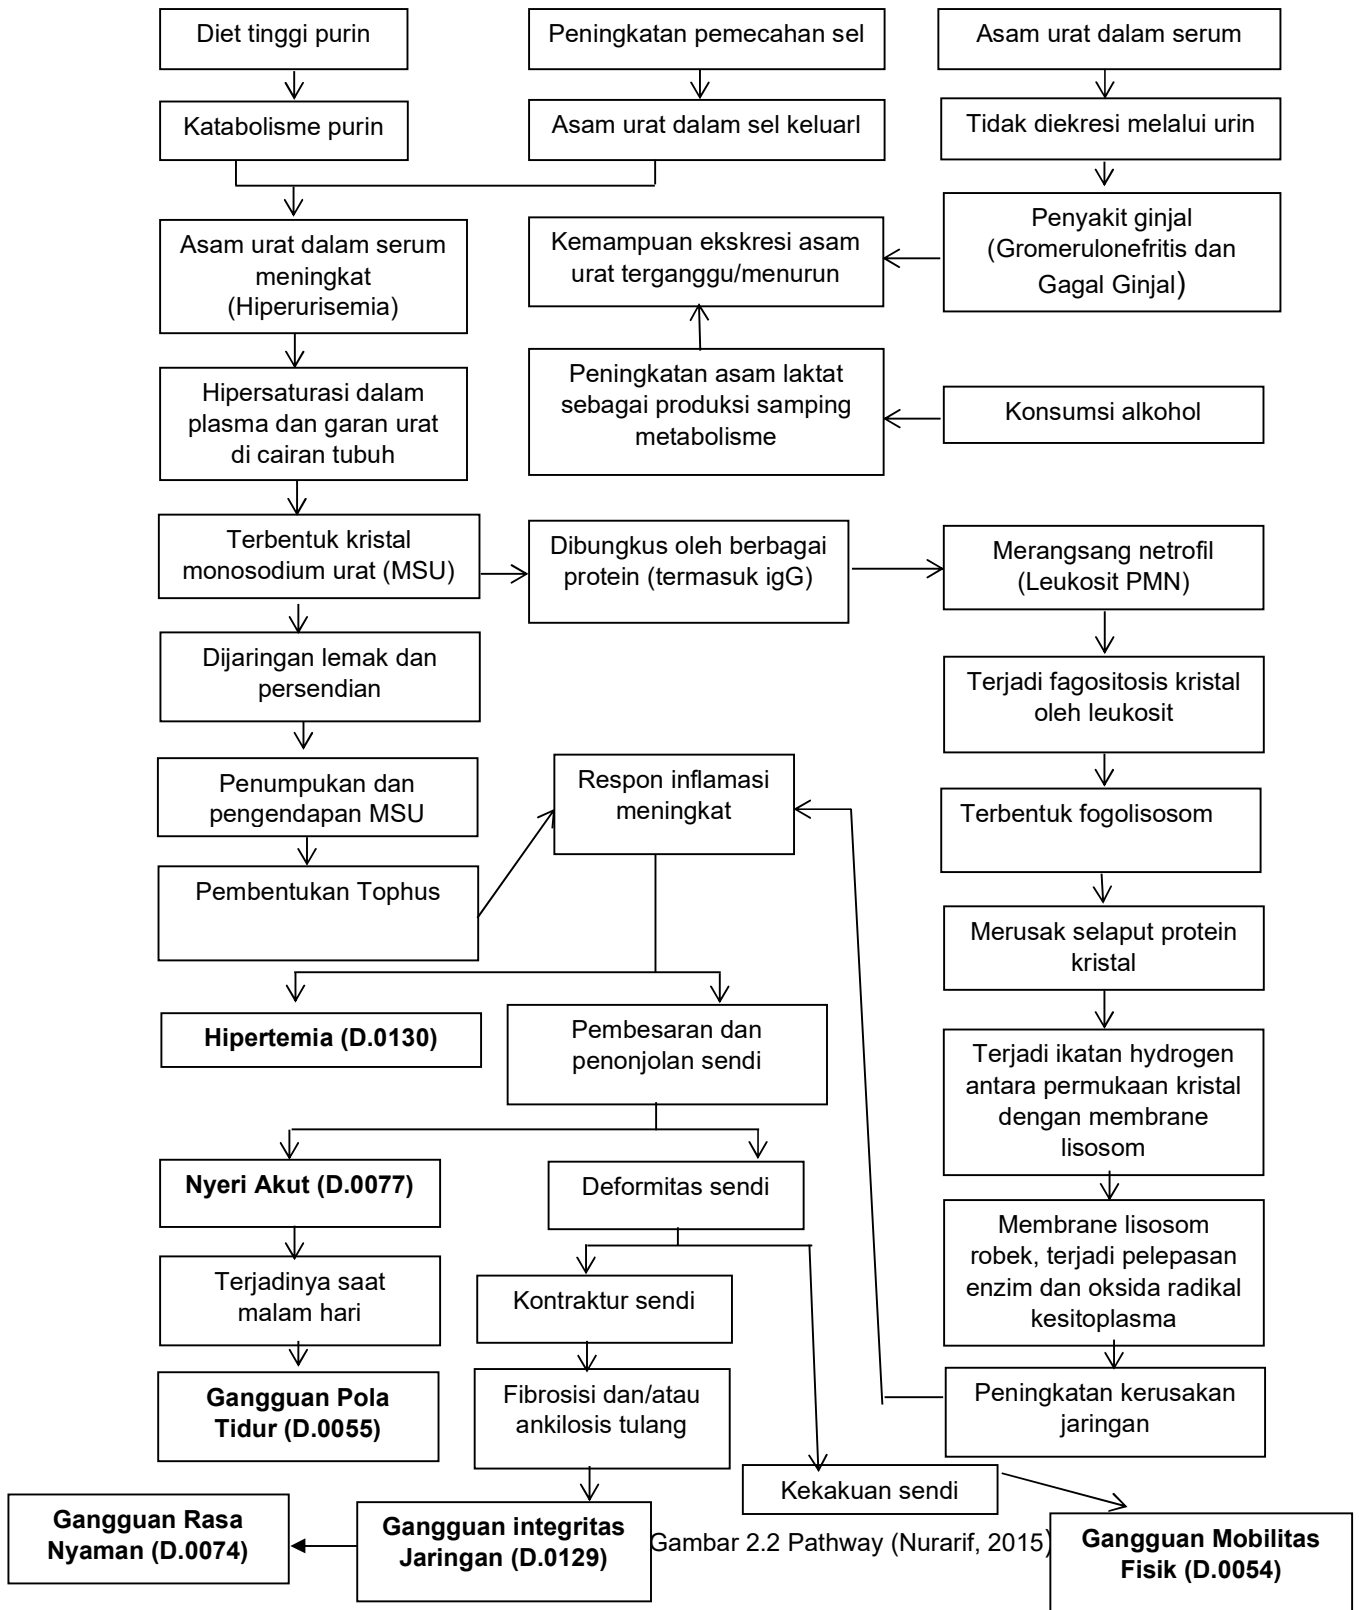 Diet tinggi purin
Peningkatan pemecahan sel
Asam urat dalam serum
Katabolisme purin
Asam urat dalam sel keluarl
Tidak diekresi melalui urin
Asam urat dalam serum
meningkat
(Hiperurisemia)
Kemampuan ekskresi asam
urat terganggu/menurun
Penyakit ginjal
(Gromerulonefritis dan
Gagal Ginjal)
Hipersaturasi dalam
plasma dan garan urat
di cairan tubuh
Peningkatan asam laktat
sebagai produksi samping
metabolisme
Konsumsi alkohol
Terbentuk kristal
monosodium urat (MSU)
Dibungkus oleh berbagai
protein (termasuk igG)
Merangsang netrofil
(Leukosit PMN)
Dijaringan lemak dan
persendian
Terjadi fagositosis kristal
oleh leukosit
Penumpukan dan
pengendapan MSU
Respon inflamasi
meningkat
Terbentuk fogolisosom
Pembentukan Tophus
Merusak selaput protein
kristal
Hipertemia (D.0130)
Pembesaran dan
penonjolan sendi
Terjadi ikatan hydrogen
antara permukaan kristal
dengan membrane
lisosom
Nyeri Akut (D.0077)
Deformitas sendi
Membrane lisosom
robek, terjadi pelepasan
enzim dan oksida radikal
kesitoplasma
Terjadinya saat
malam hari
Kontraktur sendi
Gangguan Pola
Tidur (D.0055)
Fibrosisi dan/atau
ankilosis tulang
Peningkatan kerusakan
jaringan
Kekakuan sendi
Gangguan Rasa
Nyaman (D.0074)
Gangguan integritas
Jaringan (D.0129)
Gambar 2.2 Pathway (Nurarif, 2015)
Gangguan Mobilitas
Fisik (D.0054)